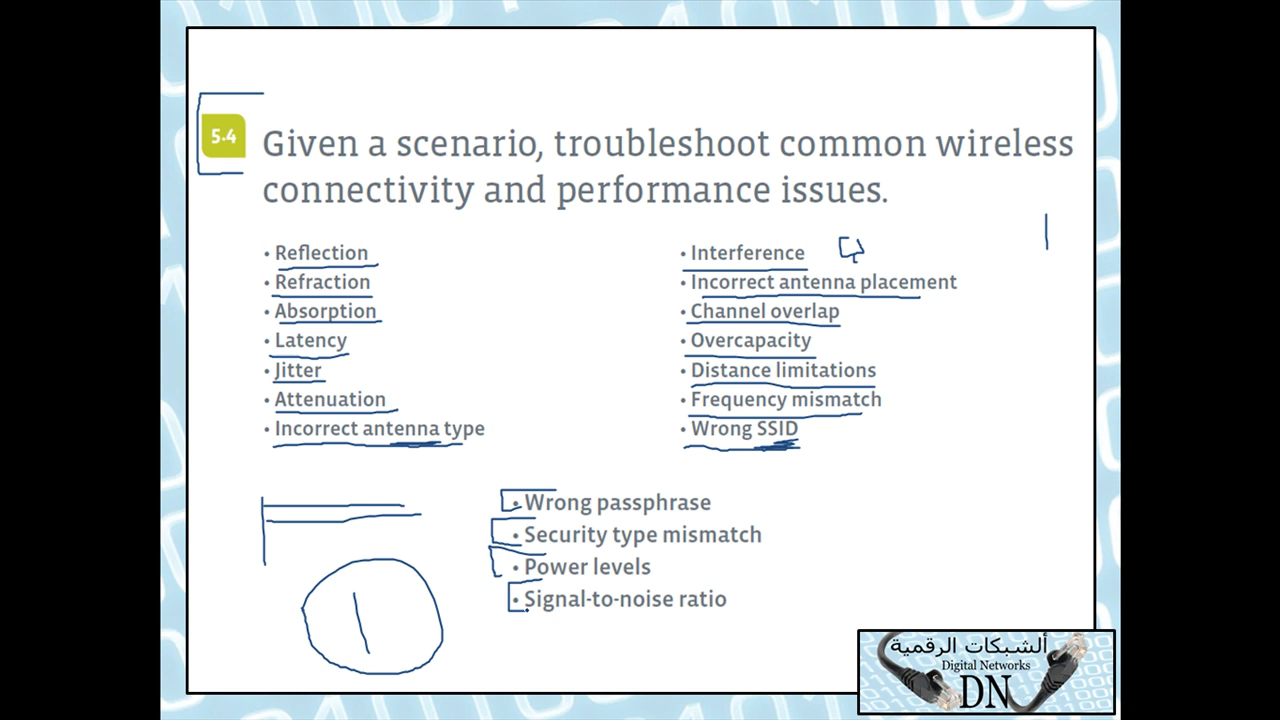 5.4
Given a scenario, troubleshoot common wireless
connectivity and performance issues.
• Reflection
• Refraction
• Absorption
• Latency
• Jitter
• Attenuation
• Incorrect antenna type
• Interference
• Incorrect antenna placement
• Channel overlap
• Overcapacity
• Distance limitations
• Frequency mismatch
• Wrong SSID
• Wrong passphrase
• Security type mismatch
• Power levels
• Signal-to-noise ratio
ألشبكات الرقمية
Digital Networks
DN